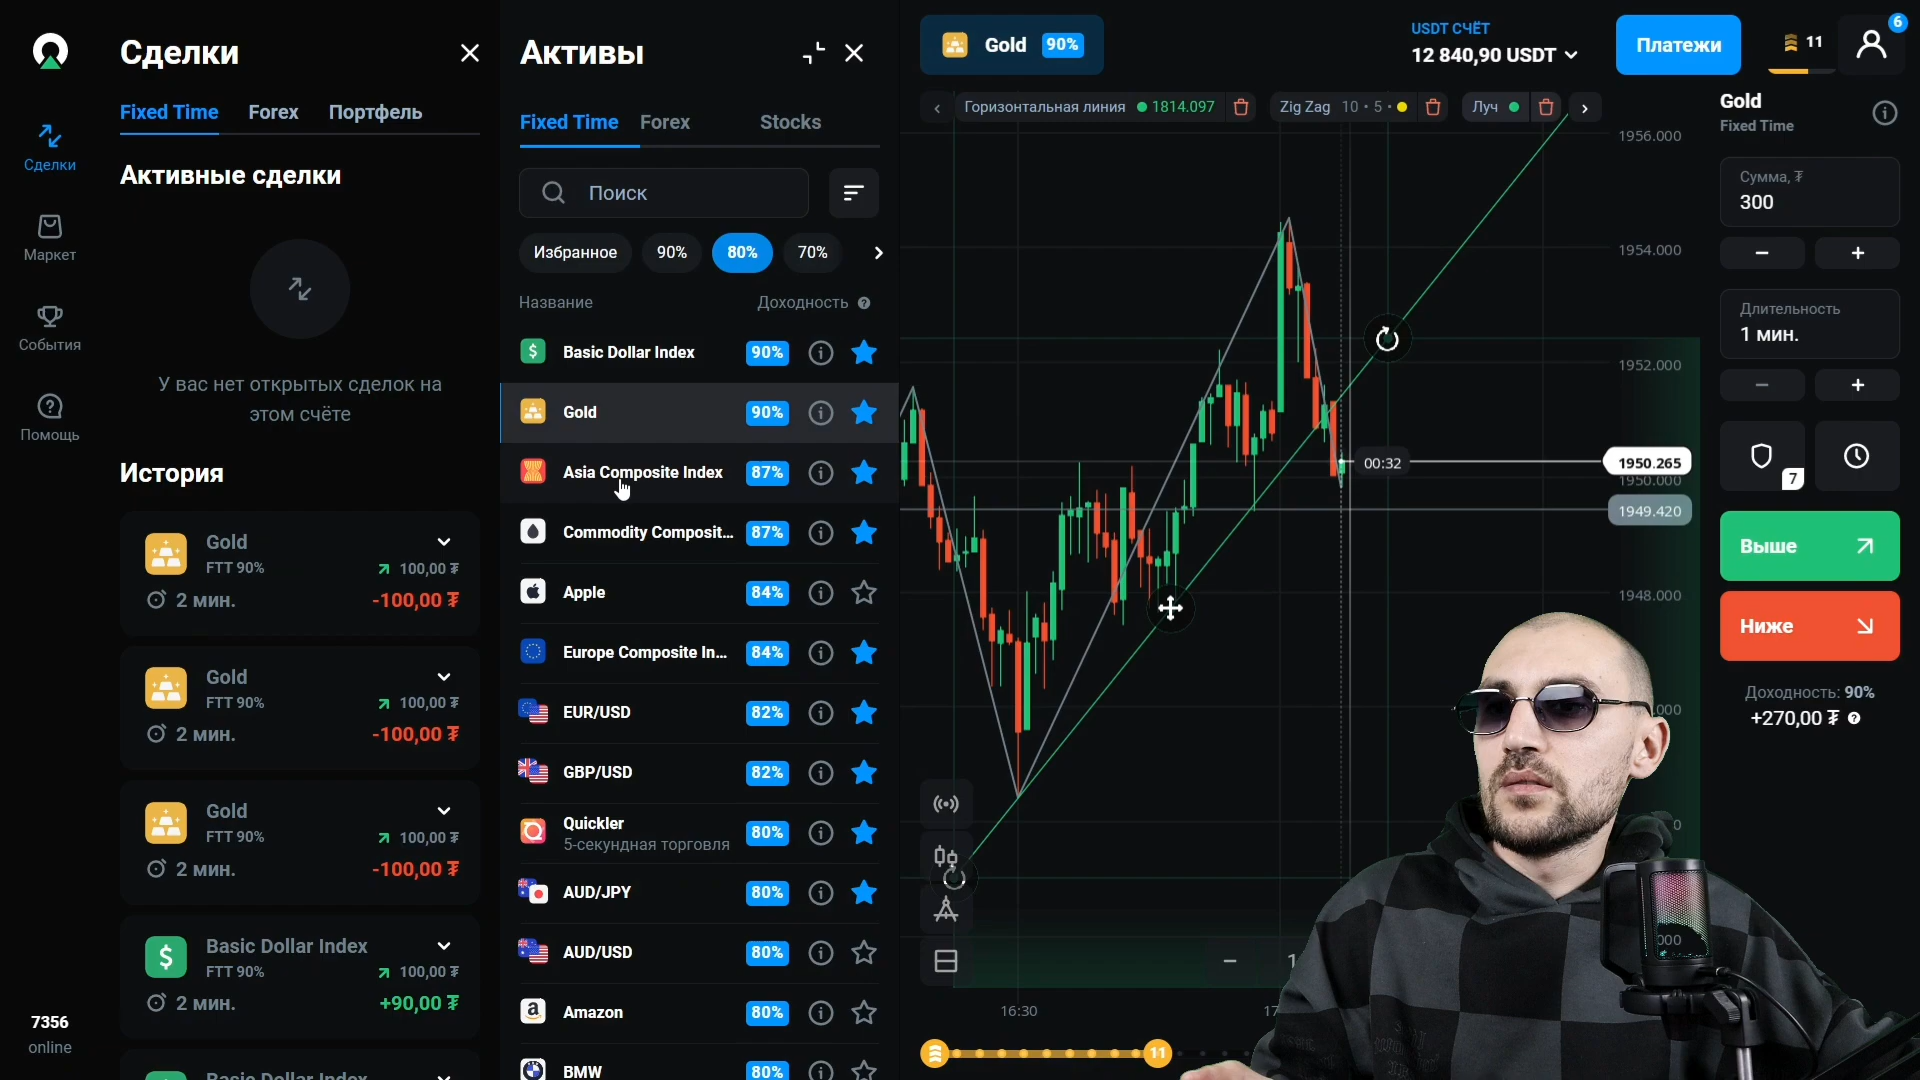 Сделки
Маркет
События
Помощь
7356
online
Сделки
Fixed Time
Forex
Портфель
Активные сделки
У вас нет открытых сделок на
этом счёте
История
Gold
FTT 90%
100,00 ₮
2 мин.
-100,00 ₮
Gold
FTT 90%
100,00 ₮
2 мин.
-100,00 ₮
Gold
FTT 90%
100,00 ₮
2 мин.
-100,00 ₮
Basic Dollar Index
FTT 90%
100,00 ₮
2 мин.
+90,00 ₮
Basic Dollar Index
Активы
Fixed Time
Forex
Stocks
Поиск
Избранное
90%
80%
70%
Название
Доходность
Basic Dollar Index 90%
Gold 90%
Asia Composite Index 87%
Commodity Composit... 87%
Apple 84%
Europe Composite In... 84%
EUR/USD 82%
GBP/USD 82%
Quickler 80%
5-секундная торговля
AUD/JPY 80%
AUD/USD 80%
Amazon 80%
BMW 80%
Gold 90%
USDT СЧЁТ
12 840,90 USDT
Платежи
11
6
Горизонтальная линия 1814.097
Zig Zag 10 • 5 •
Луч
1956.000
1954.000
1952.000
00:32
1950.265
1950.000
1949.420
1948.000
16:30
11
Gold
Fixed Time
Сумма, ₮
300
Длительность
1 мин.
7
Выше
Ниже
Доходность: 90%
+270,00 ₮